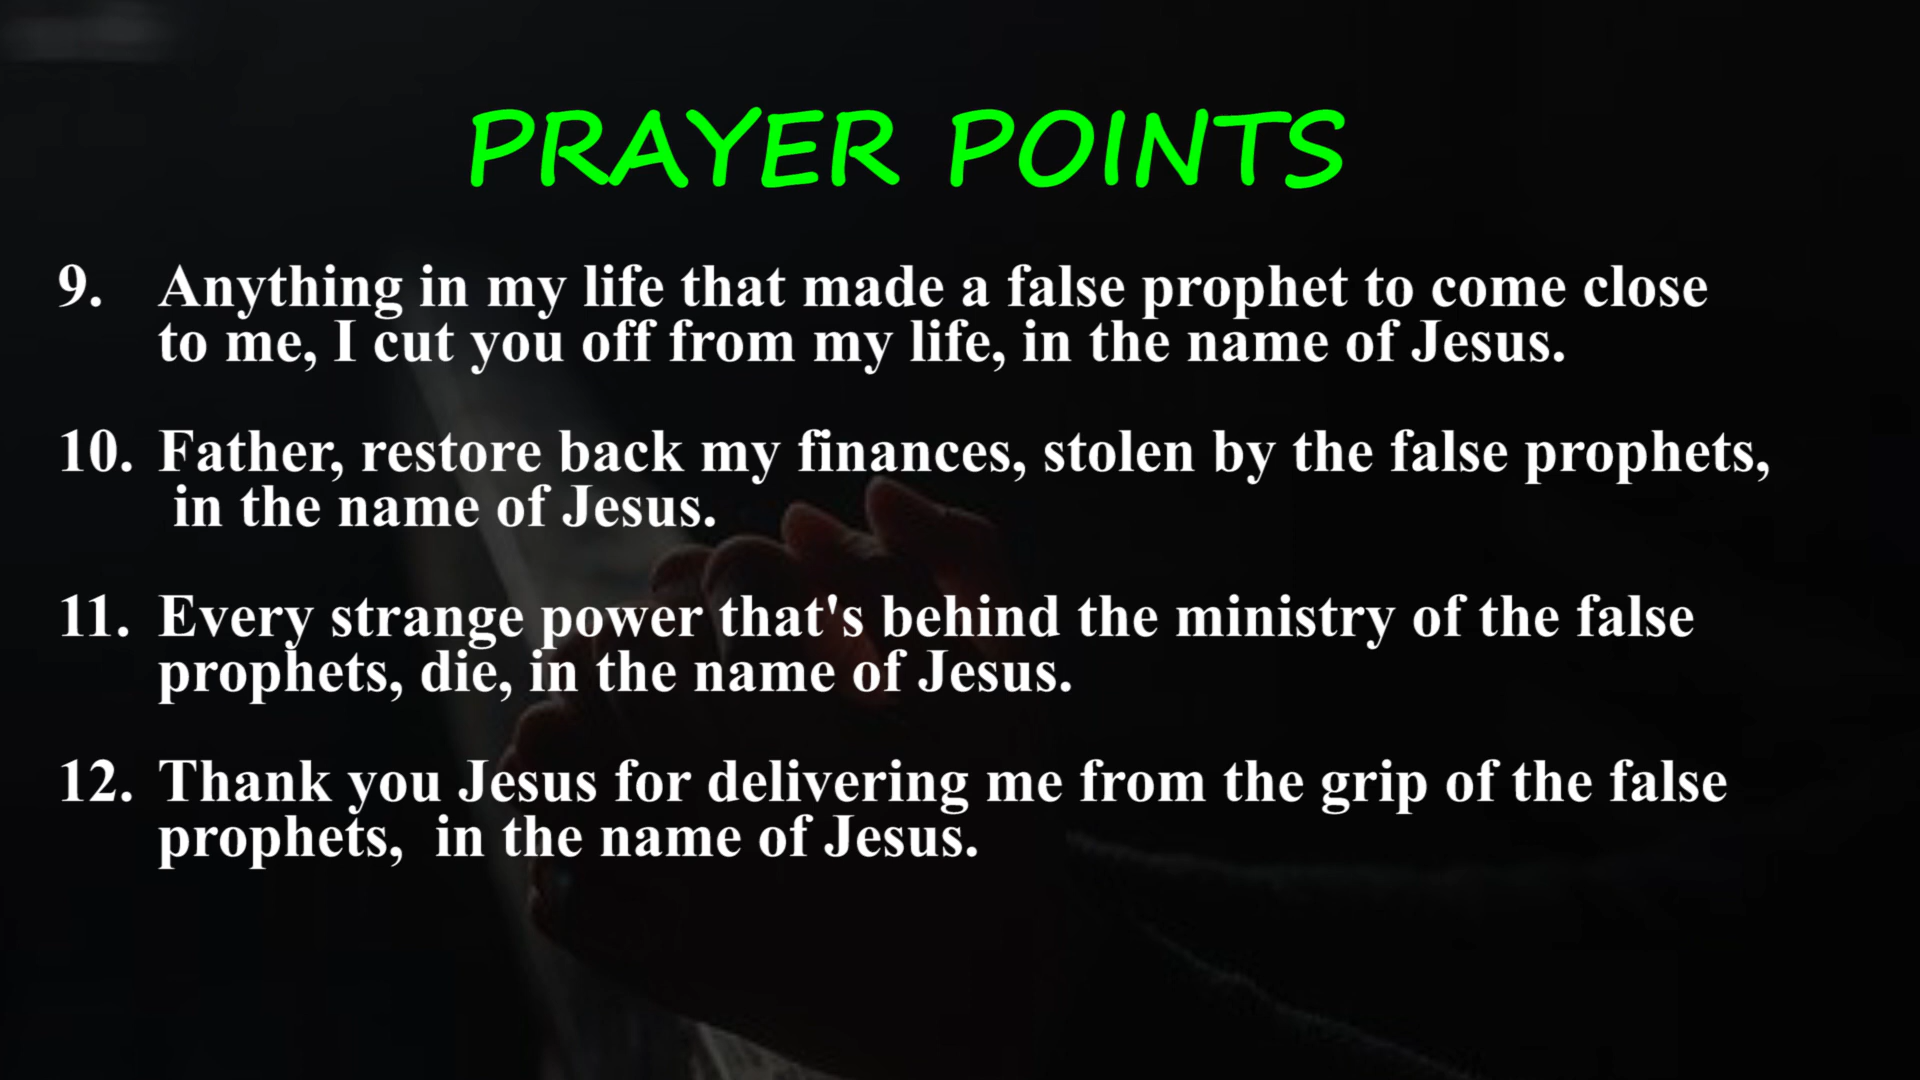 PRAYER POINTS
9. Anything in my life that made a false prophet to come close
to me, I cut you off from my life, in the name of Jesus.
10. Father, restore back my finances, stolen by the false prophets,
in the name of Jesus.
11. Every strange power that's behind the ministry of the false
prophets, die, in the name of Jesus.
12. Thank you Jesus for delivering me from the grip of the false
prophets,  in the name of Jesus.